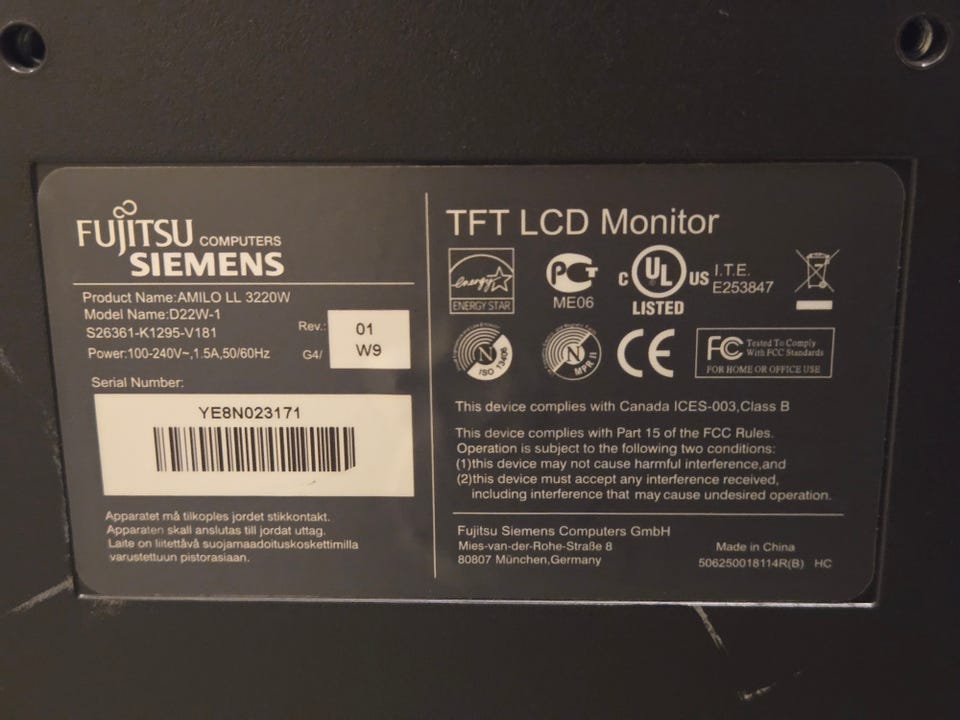 FUJITSU COMPUTERS
SIEMENS
Product Name:AMILO LL 3220W
Model Name:D22W-1
S26361-K1295-V181
Power:100-240V~,1.5A,50/60Hz
Rev.: 01
G4/ W9
Serial Number:
YE8N023171
Apparatet må tilkoples jordet stikkontakt.
Apparaten skall anslutas till jordat uttag.
Laite on liitettåvå suojamaadoituskoskettimilla
varustettuun pistorasiaan.
TFT LCD Monitor
energy
ENERGY STAR
PCT
ME06
C UL US
LISTED
I.T.E.
E253847
N
ISO 13406
N
MPR II
CE
FC Tested To Comply
With FCC Standards
FOR HOME OR OFFICE USE
This device complies with Canada ICES-003,Class B
This device complies with Part 15 of the FCC Rules.
Operation is subject to the following two conditions:
(1)this device may not cause harmful interference,and
(2)this device must accept any interference received,
including interference that may cause undesired operation.
Fujitsu Siemens Computers GmbH
Mies-van-der-Rohe-Straße 8
80807 München,Germany
Made in China
506250018114R(B) HC